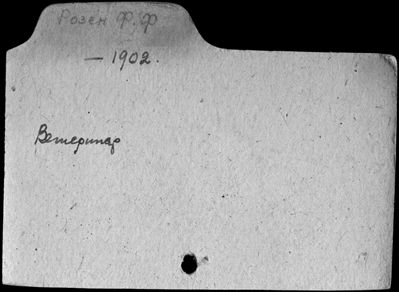 Розен Ф. Ф
— 1902.
Ветеринар